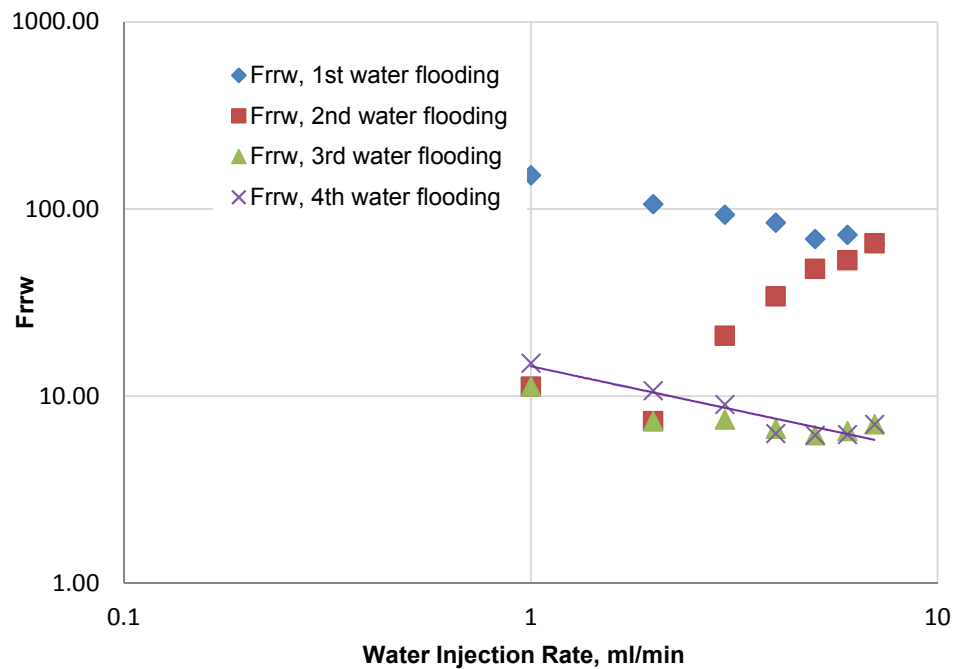 1000.00
Frrw, 1st water flooding
Frrw, 2nd water flooding
Frrw, 3rd water flooding
Frrw, 4th water flooding
100.00
Frrw
10.00
1.00
0.1
1
10
Water Injection Rate, ml/min